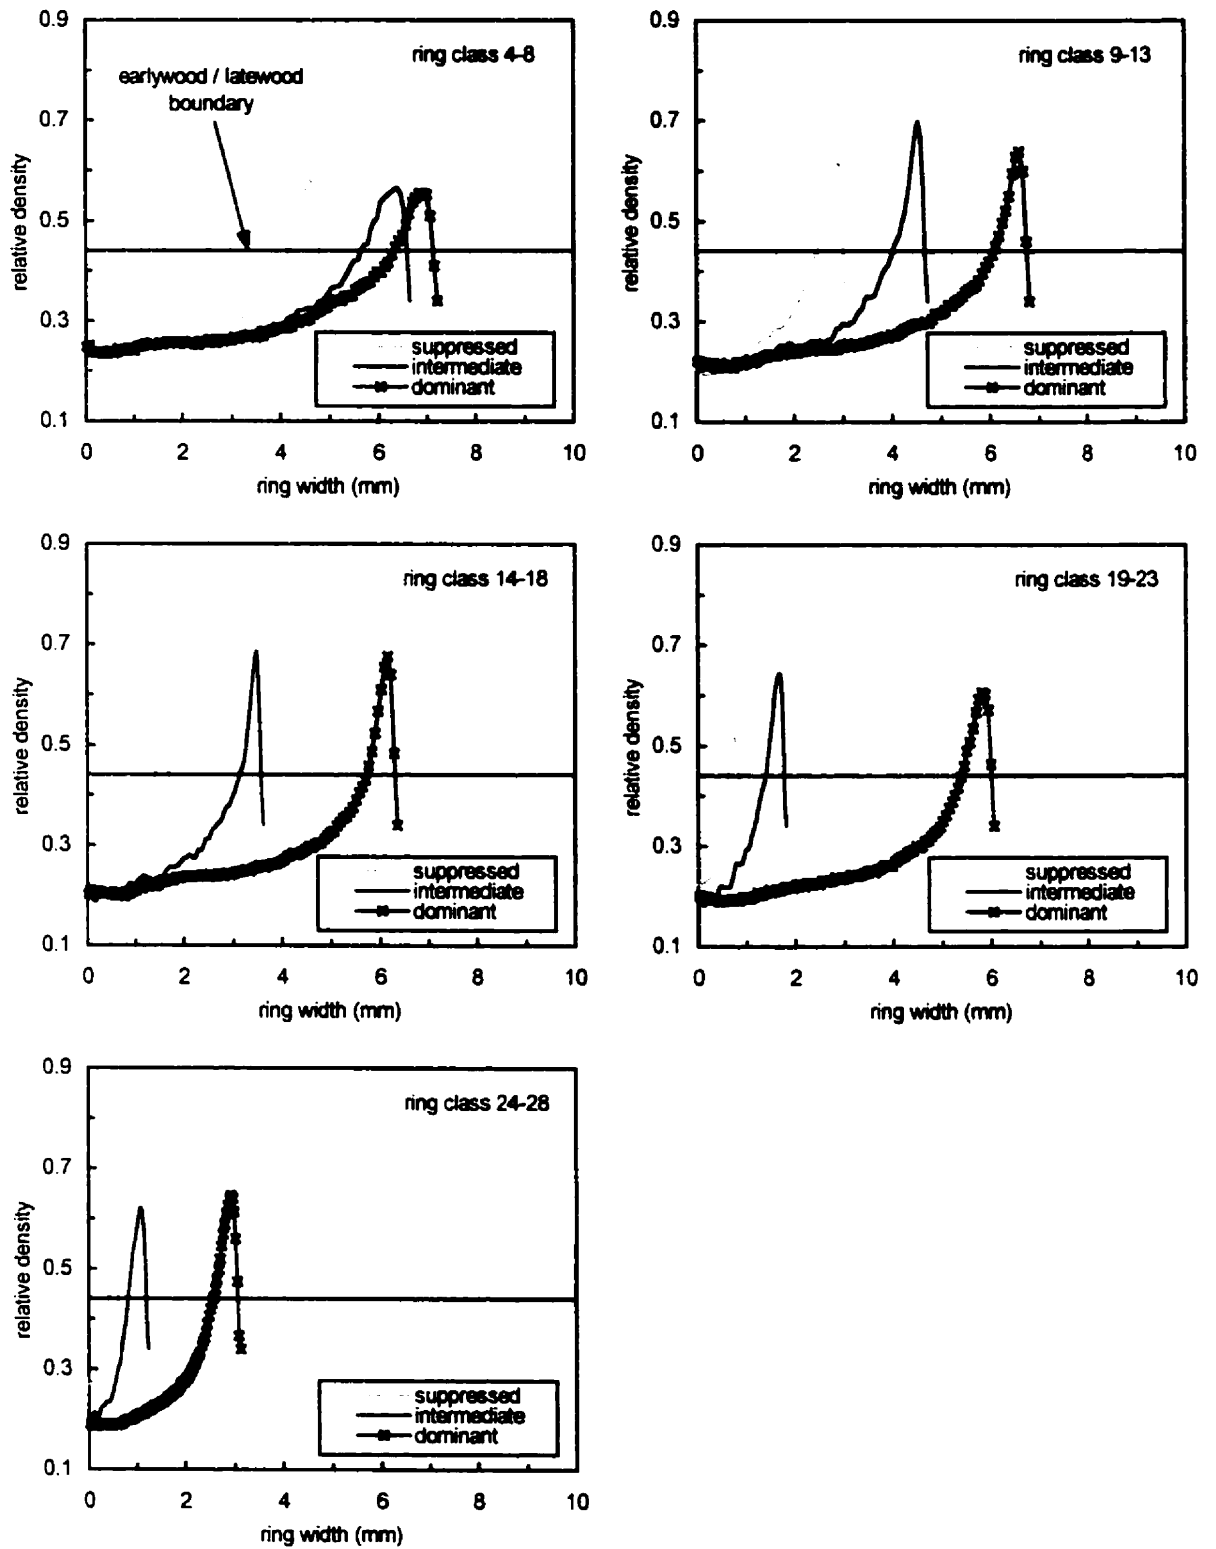 ring class 4-8
earlywood / latewood
boundary
relative density
0.9
0.7
0.5
0.3
0.1
suppressed
intermediate
dominant
0 2 4 6 8 10
ring width (mm)
ring class 9-13
relative density
0.9
0.7
0.5
0.3
0.1
suppressed
intermediate
dominant
0 2 4 6 8 10
ring width (mm)
ring class 14-18
relative density
0.9
0.7
0.5
0.3
0.1
suppressed
intermediate
dominant
0 2 4 6 8 10
ring width (mm)
ring class 19-23
relative density
0.9
0.7
0.5
0.3
0.1
suppressed
intermediate
dominant
0 2 4 6 8 10
ring width (mm)
ring class 24-28
relative density
0.9
0.7
0.5
0.3
0.1
suppressed
intermediate
dominant
0 2 4 6 8 10
ring width (mm)